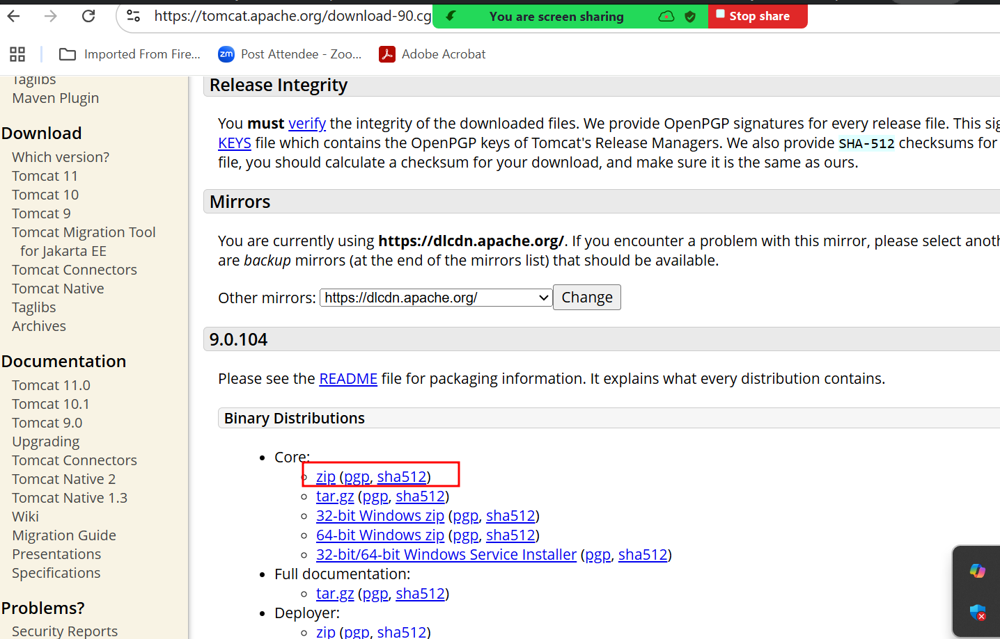 https://tomcat.apache.org/download-90.cg
You are screen sharing
Stop share
Imported From Fire...
zm
Post Attendee - Zoo...
Adobe Acrobat
Taglibs
Maven Plugin
Download
Which version?
Tomcat 11
Tomcat 10
Tomcat 9
Tomcat Migration Tool
for Jakarta EE
Tomcat Connectors
Tomcat Native
Taglibs
Archives
Documentation
Tomcat 11.0
Tomcat 10.1
Tomcat 9.0
Upgrading
Tomcat Connectors
Tomcat Native 2
Tomcat Native 1.3
Wiki
Migration Guide
Presentations
Specifications
Problems?
Security Reports
Release Integrity
You must verify the integrity of the downloaded files. We provide OpenPGP signatures for every release file. This sig
KEYS file which contains the OpenPGP keys of Tomcat's Release Managers. We also provide SHA-512 checksums for
file, you should calculate a checksum for your download, and make sure it is the same as ours.
Mirrors
You are currently using https://dlcdn.apache.org/. If you encounter a problem with this mirror, please select anoth
are backup mirrors (at the end of the mirrors list) that should be available.
Other mirrors: https://dlcdn.apache.org/ Change
9.0.104
Please see the README file for packaging information. It explains what every distribution contains.
Binary Distributions
Core:
zip (pgp, sha512)
tar.gz (pgp, sha512)
32-bit Windows zip (pgp, sha512)
64-bit Windows zip (pgp, sha512)
32-bit/64-bit Windows Service Installer (pgp, sha512)
Full documentation:
tar.gz (pgp, sha512)
Deployer:
zip (pgp, sha512)